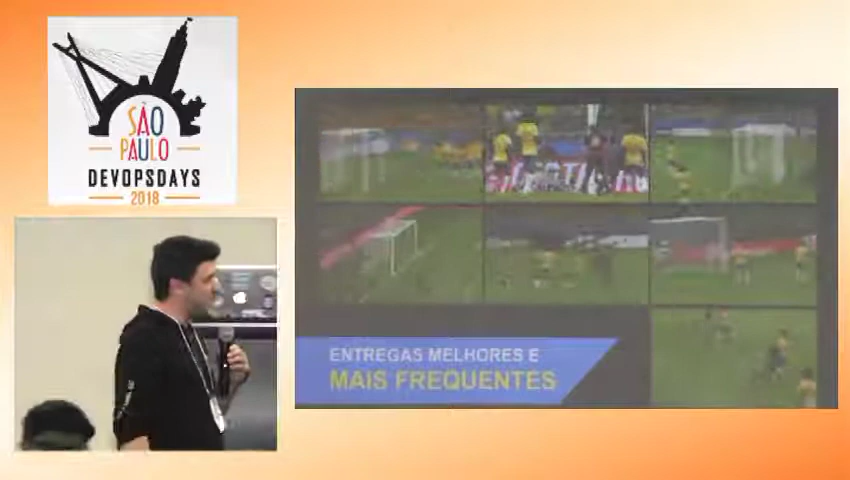 SÃO
PAULO
DEVOPSDAYS
2018
ENTREGAS MELHORES E
MAIS FREQUENTES